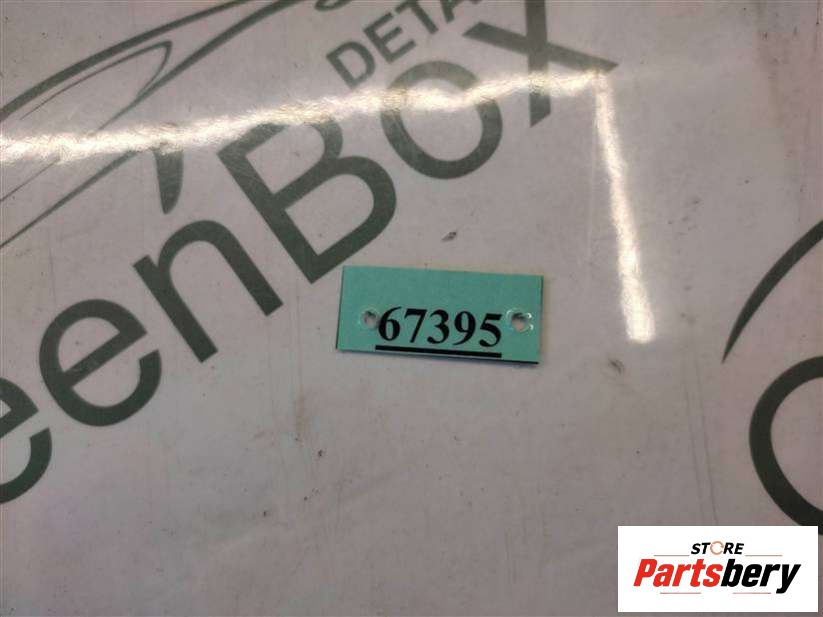 DETA
eenBox
67395
STORE
Partsbery